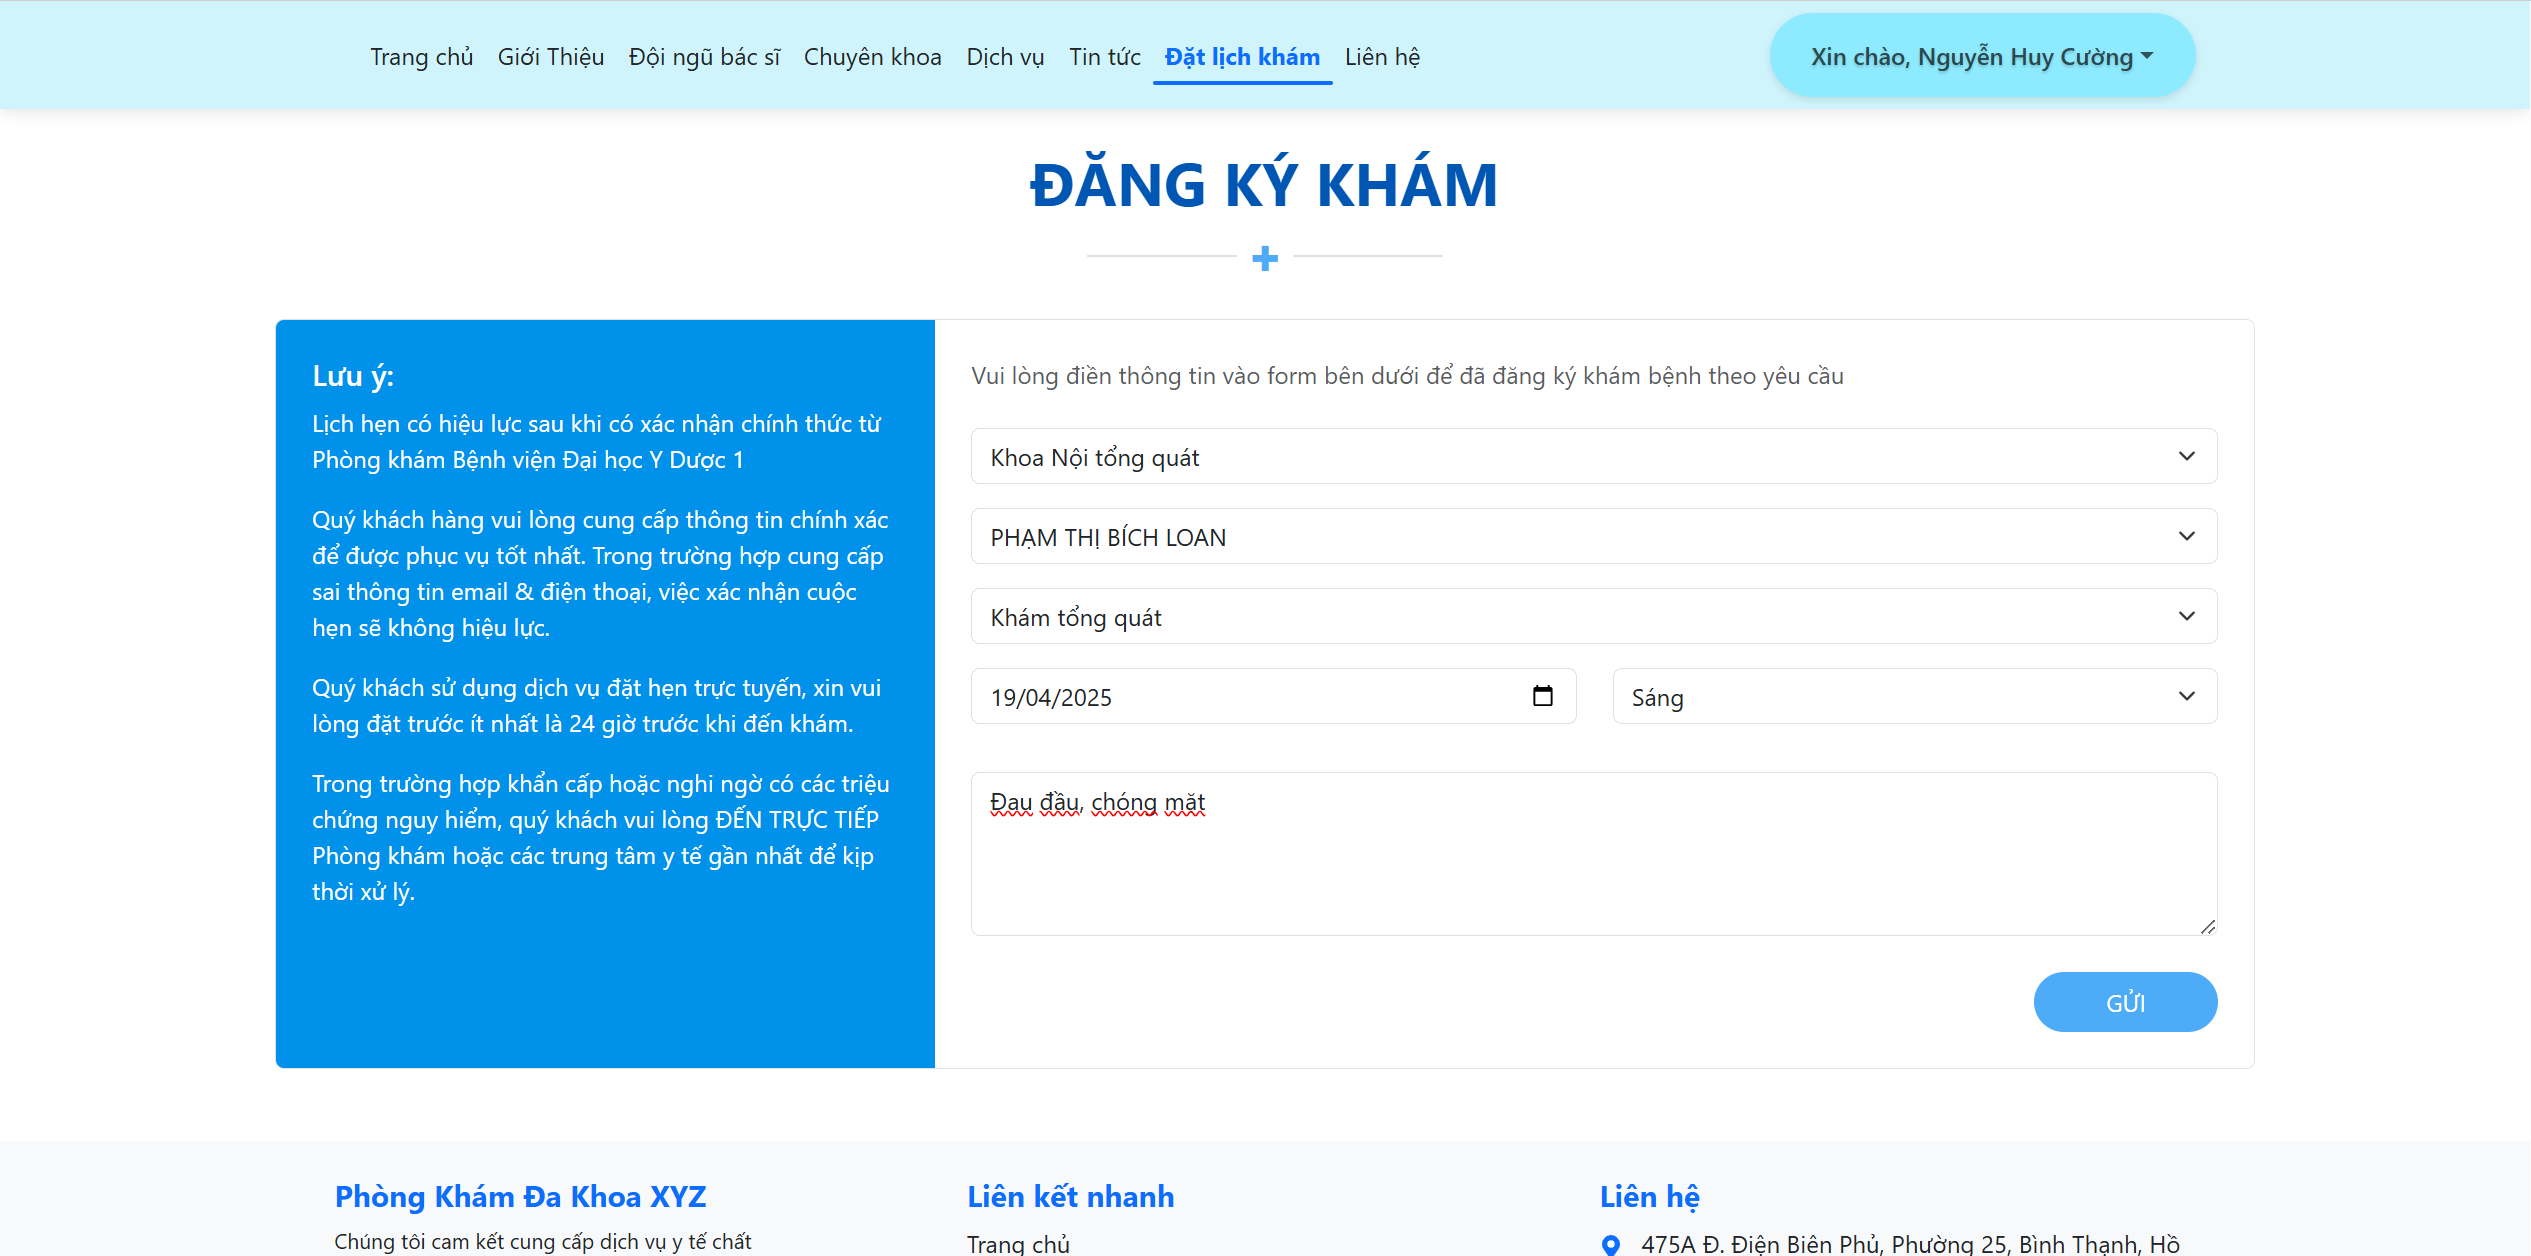 Trang chủ Giới Thiệu Đội ngũ bác sĩ Chuyên khoa Dịch vụ Tin tức Đặt lịch khám Liên hệ Xin chào, Nguyễn Huy Cường
ĐĂNG KÝ KHÁM
Lưu ý:
Lịch hẹn có hiệu lực sau khi có xác nhận chính thức từ
Phòng khám Bệnh viện Đại học Y Dược 1
Quý khách hàng vui lòng cung cấp thông tin chính xác
để được phục vụ tốt nhất. Trong trường hợp cung cấp
sai thông tin email & điện thoại, việc xác nhận cuộc
hẹn sẽ không hiệu lực.
Quý khách sử dụng dịch vụ đặt hẹn trực tuyến, xin vui
lòng đặt trước ít nhất là 24 giờ trước khi đến khám.
Trong trường hợp khẩn cấp hoặc nghi ngờ có các triệu
chứng nguy hiểm, quý khách vui lòng ĐẾN TRỰC TIẾP
Phòng khám hoặc các trung tâm y tế gần nhất để kịp
thời xử lý.
Vui lòng điền thông tin vào form bên dưới để đã đăng ký khám bệnh theo yêu cầu
Khoa Nội tổng quát
PHẠM THỊ BÍCH LOAN
Khám tổng quát
19/04/2025 Sáng
Đau đầu, chóng mặt
GỬI
Phòng Khám Đa Khoa XYZ
Chúng tôi cam kết cung cấp dịch vụ y tế chất
Liên kết nhanh
Trang chủ
Liên hệ
475A Đ. Điện Biên Phủ, Phường 25, Bình Thạnh, Hồ